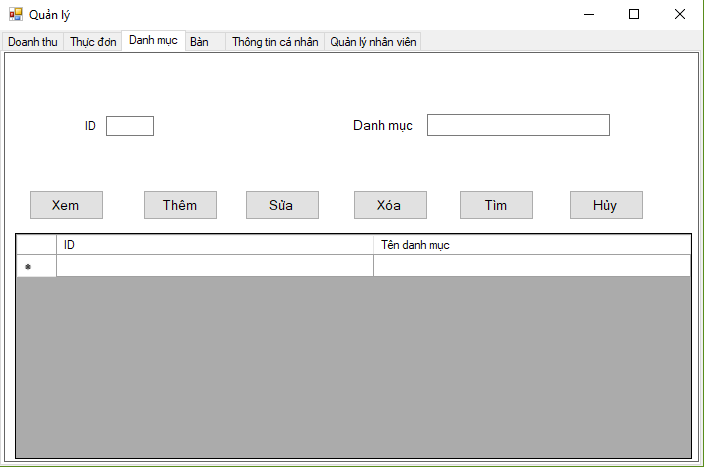 Quản lý
Doanh thu Thực đơn Danh mục Bàn Thông tin cá nhân Quản lý nhân viên
ID Danh mục
Xem Thêm Sửa Xóa Tìm Hủy
ID Tên danh mục